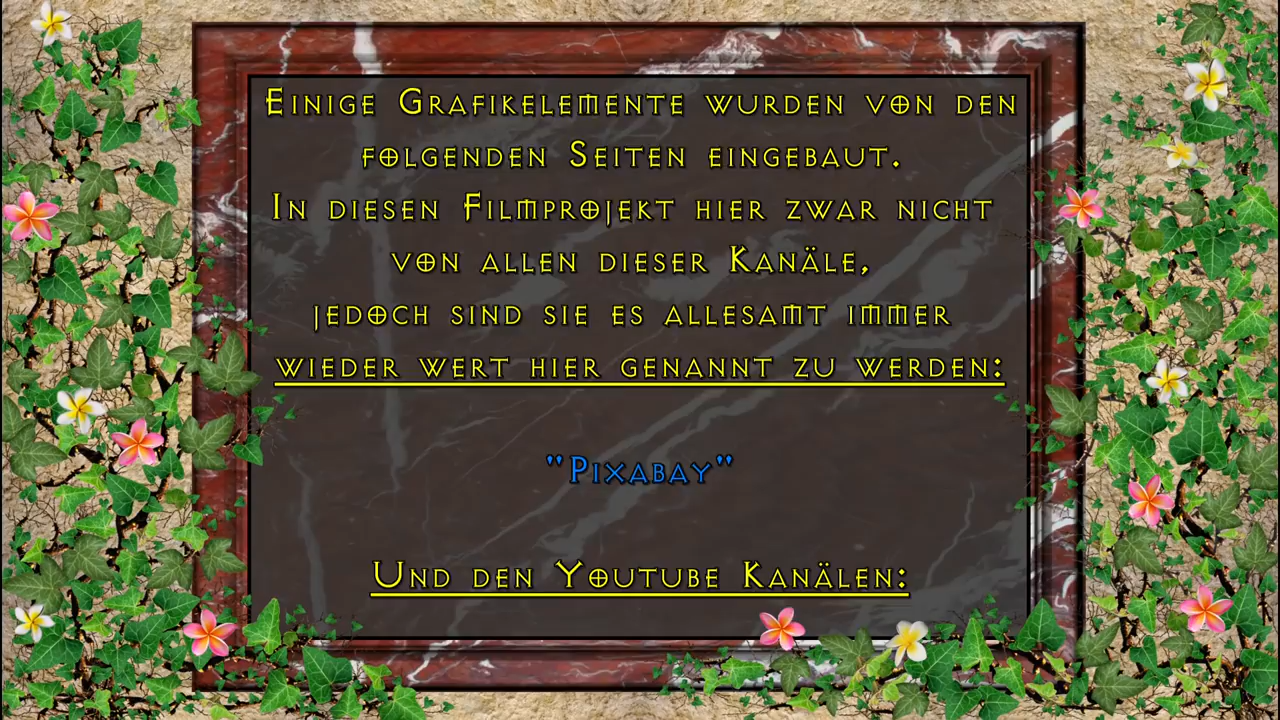 Einige Grafikelemente wurden von den
folgenden Seiten eingebaut.
In diesen Filmprojekt hier zwar nicht
von allen dieser Kanäle,
jedoch sind sie es allesamt immer
wieder wert hier genannt zu werden:
"Pixabay"
Und den Youtube Kanälen: